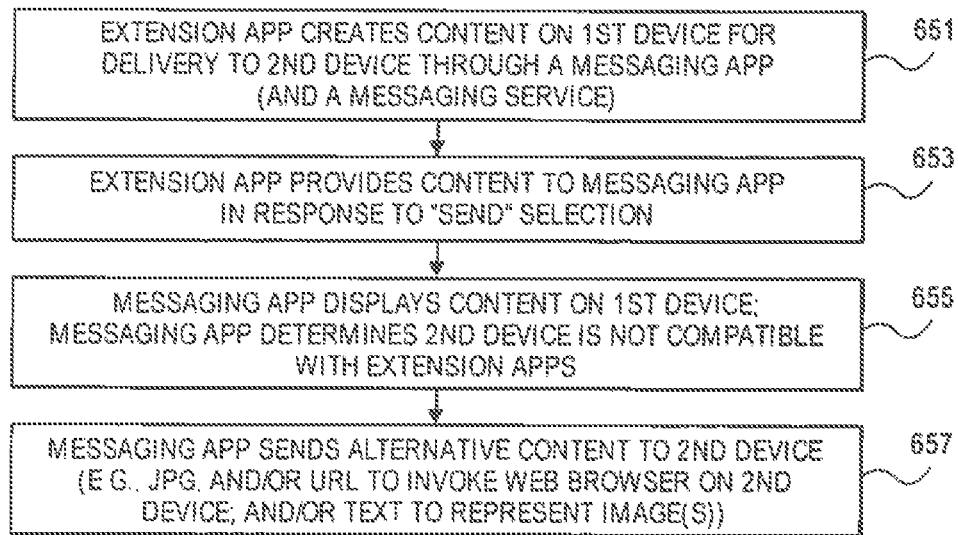 EXTENSION APP CREATES CONTENT ON 1ST DEVICE FOR
DELIVERY TO 2ND DEVICE THROUGH A MESSAGING APP
(AND A MESSAGING SERVICE)
651
EXTENSION APP PROVIDES CONTENT TO MESSAGING APP
IN RESPONSE TO "SEND" SELECTION
653
MESSAGING APP DISPLAYS CONTENT ON 1ST DEVICE;
MESSAGING APP DETERMINES 2ND DEVICE IS NOT COMPATIBLE
WITH EXTENSION APPS
655
MESSAGING APP SENDS ALTERNATIVE CONTENT TO 2ND DEVICE
(E.G., JPG, AND/OR URL TO INVOKE WEB BROWSER ON 2ND
DEVICE; AND/OR TEXT TO REPRESENT IMAGE(S))
657